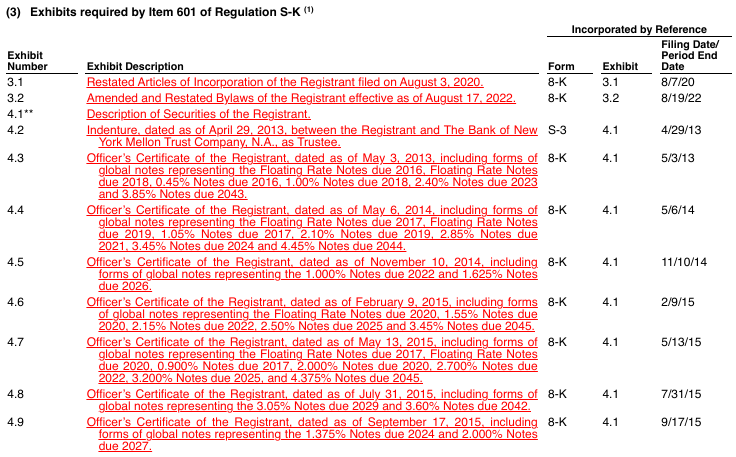 (3) Exhibits required by Item 601 of Regulation S-K (1)
Incorporated by Reference
Exhibit Number Exhibit Description Form Exhibit Filing Date/ Period End Date
3.1 Restated Articles of Incorporation of the Registrant filed on August 3, 2020. 8-K 3.1 8/7/20
3.2 Amended and Restated Bylaws of the Registrant effective as of August 17, 2022. 8-K 3.2 8/19/22
4.1** Description of Securities of the Registrant.
4.2 Indenture, dated as of April 29, 2013, between the Registrant and The Bank of New S-3 4.1 4/29/13
York Mellon Trust Company, N.A., as Trustee.
4.3 Officer's Certificate of the Registrant, dated as of May 3, 2013, including forms of 8-K 4.1 5/3/13
global notes representing the Floating Rate Notes due 2016, Floating Rate Notes
due 2018, 0.45% Notes due 2016, 1.00% Notes due 2018, 2.40% Notes due 2023
and 3.85% Notes due 2043.
4.4 Officer's Certificate of the Registrant, dated as of May 6, 2014, including forms of 8-K 4.1 5/6/14
global notes representing the Floating Rate Notes due 2017, Floating Rate Notes
due 2019, 1.05% Notes due 2017, 2.10% Notes due 2019, 2.85% Notes due
2021, 3.45% Notes due 2024 and 4.45% Notes due 2044.
4.5 Officer's Certificate of the Registrant, dated as of November 10, 2014, including 8-K 4.1 11/10/14
forms of global notes representing the 1.000% Notes due 2022 and 1.625% Notes
due 2026.
4.6 Officer's Certificate of the Registrant, dated as of February 9, 2015, including forms 8-K 4.1 2/9/15
of global notes representing the Floating Rate Notes due 2020, 1.55% Notes due
2020, 2.15% Notes due 2022, 2.50% Notes due 2025 and 3.45% Notes due 2045.
4.7 Officer's Certificate of the Registrant, dated as of May 13, 2015, including forms of 8-K 4.1 5/13/15
global notes representing the Floating Rate Notes due 2017, Floating Rate Notes
due 2020, 0.900% Notes due 2017, 2.000% Notes due 2020, 2.700% Notes due
2022, 3.200% Notes due 2025, and 4.375% Notes due 2045.
4.8 Officer's Certificate of the Registrant, dated as of July 31, 2015, including forms of 8-K 4.1 7/31/15
global notes representing the 3.05% Notes due 2029 and 3.60% Notes due 2042.
4.9 Officer's Certificate of the Registrant, dated as of September 17, 2015, including 8-K 4.1 9/17/15
forms of global notes representing the 1.375% Notes due 2024 and 2.000% Notes
due 2027.